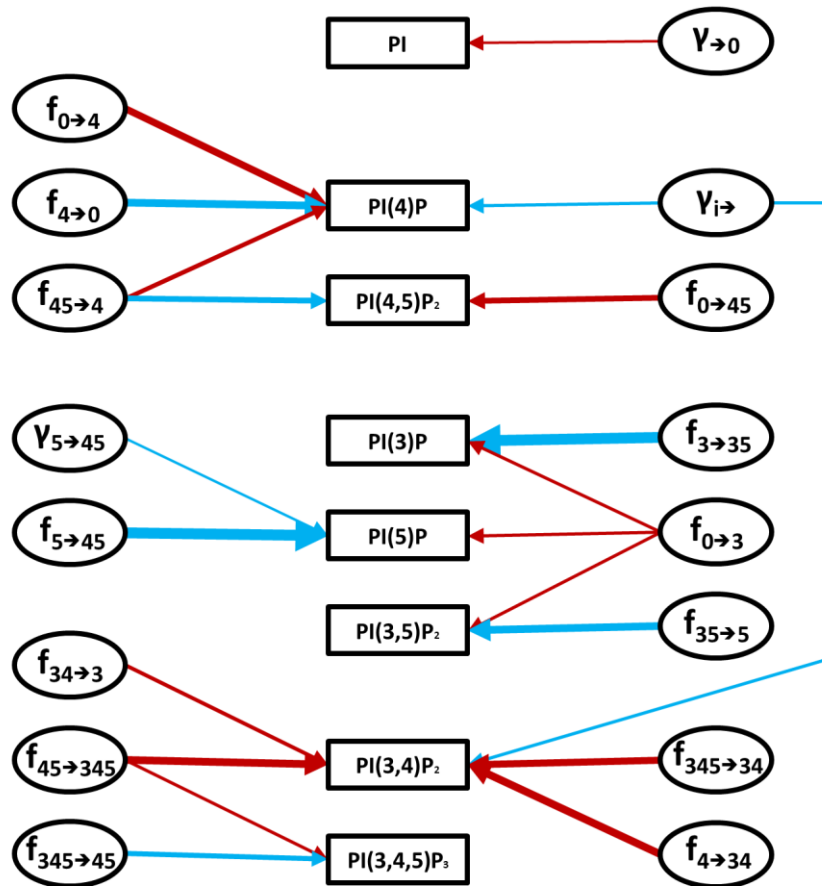 PI
γ→0
f0→4
f4→0
PI(4)P
γi→
f45→4
PI(4,5)P₂
f0→45
γ5→45
PI(3)P
f3→35
f5→45
PI(5)P
f0→3
PI(3,5)P₂
f35→5
f34→3
f45→345
PI(3,4)P₂
f345→34
f345→45
PI(3,4,5)P₃
f4→34